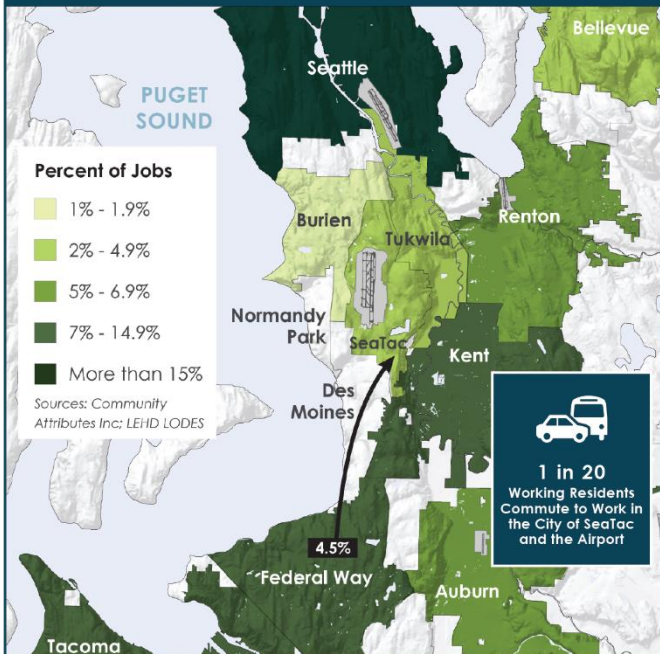 Bellevue
Seattle
PUGET
SOUND
Percent of Jobs
1% - 1.9%
2% - 4.9%
5% - 6.9%
7% - 14.9%
More than 15%
Sources: Community
Attributes Inc; LEHD LODES
Burien
Tukwila
Renton
Normandy
Park
SeaTac
Kent
Des
Moines
1 in 20
Working Residents
Commute to Work in
the City of SeaTac
and the Airport
4.5%
Federal Way
Auburn
Tacoma